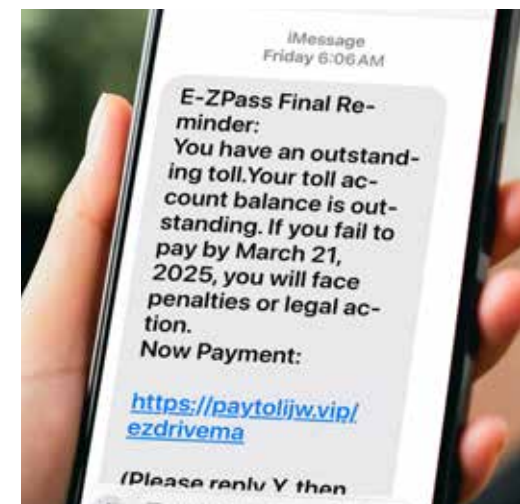 iMessage
Friday 6:06 AM
E-ZPass Final Re-
minder:
You have an outstand-
ing toll.Your toll ac-
count balance is out-
standing. If you fail to
pay by March 21,
2025, you will face
penalties or legal ac-
tion.
Now Payment:
https://paytolijw.vip/
ezdrivema
(Please reply Y, then